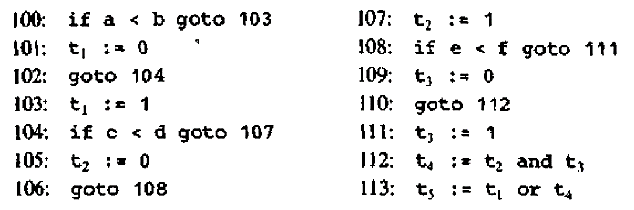 100: if a < b goto 103
101: t₁ := 0
102: goto 104
103: t₁ := 1
104: if c < d goto 107
105: t₂ := 0
106: goto 108
107: t₂ := 1
108: if e < f goto 111
109: t₃ := 0
110: goto 112
111: t₃ := 1
112: t₄ := t₂ and t₃
113: t₅ := t₁ or t₄